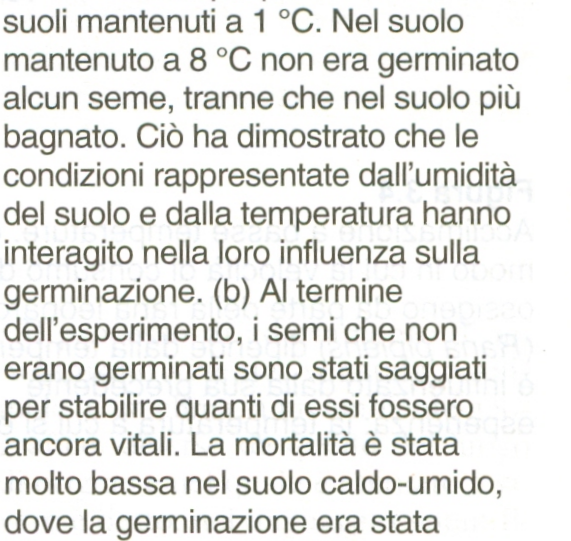 suoli mantenuti a 1 °C. Nel suolo
mantenuto a 8 °C non era germinato
alcun seme, tranne che nel suolo più
bagnato. Ciò ha dimostrato che le
condizioni rappresentate dall'umidità
del suolo e dalla temperatura hanno
interagito nella loro influenza sulla
germinazione. (b) Al termine
dell'esperimento, i semi che non
erano germinati sono stati saggiati
per stabilire quanti di essi fossero
ancora vitali. La mortalità è stata
molto bassa nel suolo caldo-umido,
dove la germinazione era stata